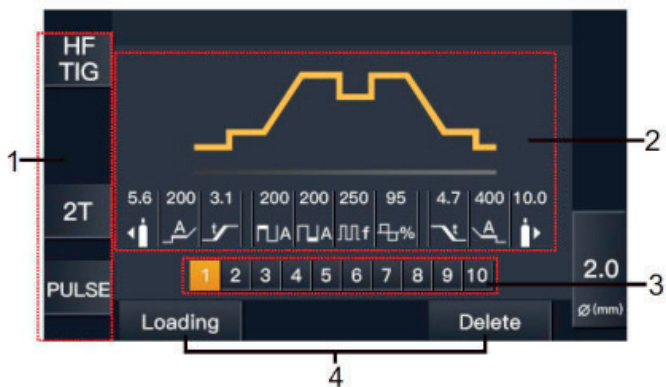 HF
TIG
1
2
5.6 200 3.1 200 200 250 95 4.7 400 10.0
A t A A f % t A
2T
1 2 3 4 5 6 7 8 9 10
2.0
3
PULSE
Ø (mm)
Loading Delete
4